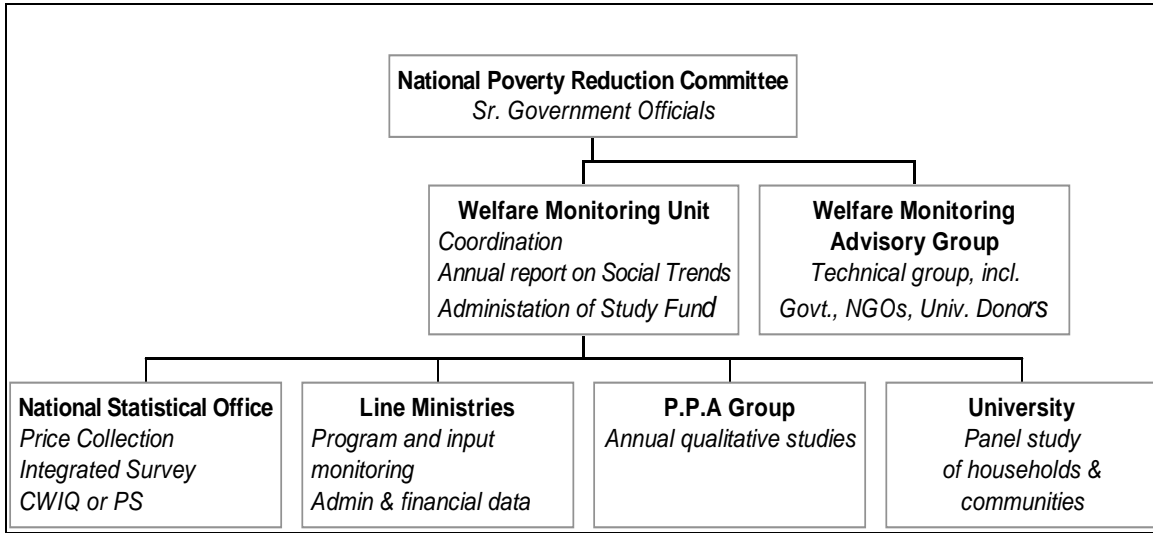 National Poverty Reduction Committee
Sr. Government Officials
Welfare Monitoring Unit
Coordination
Annual report on Social Trends
Administation of Study Fund
Welfare Monitoring
Advisory Group
Technical group, incl.
Govt., NGOs, Univ. Donors
National Statistical Office
Price Collection
Integrated Survey
CWIQ or PS
Line Ministries
Program and input
monitoring
Admin & financial data
P.P.A Group
Annual qualitative studies
University
Panel study
of households &
communities